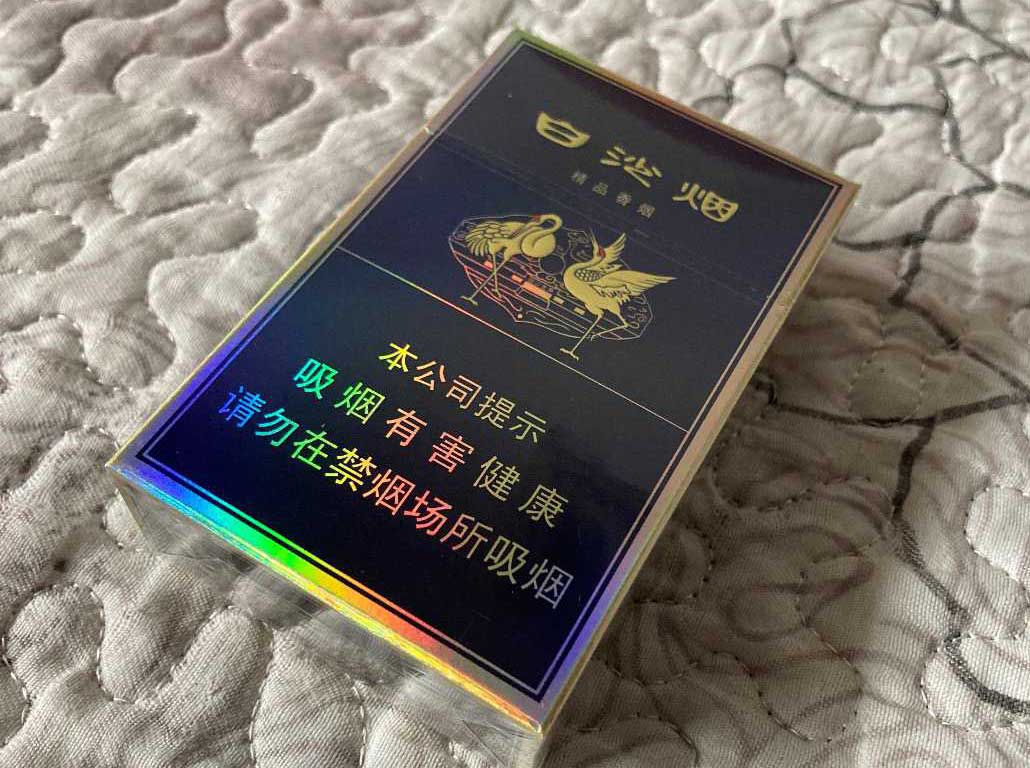 白沙烟
精品香烟
本公司提示
吸烟有害健康
请勿在禁烟场所吸烟